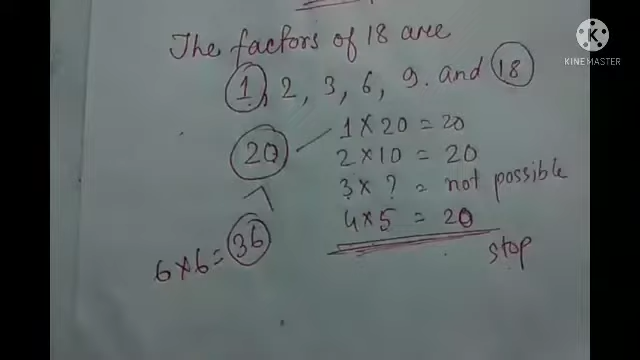 The factors of 18 are
1, 2, 3, 6, 9. and 18
20
1 X 20 = 20
2 X 10 = 20
3 X ? = not possible
4 X 5 = 20
stop
6 X 6 = 36
KINEMASTER